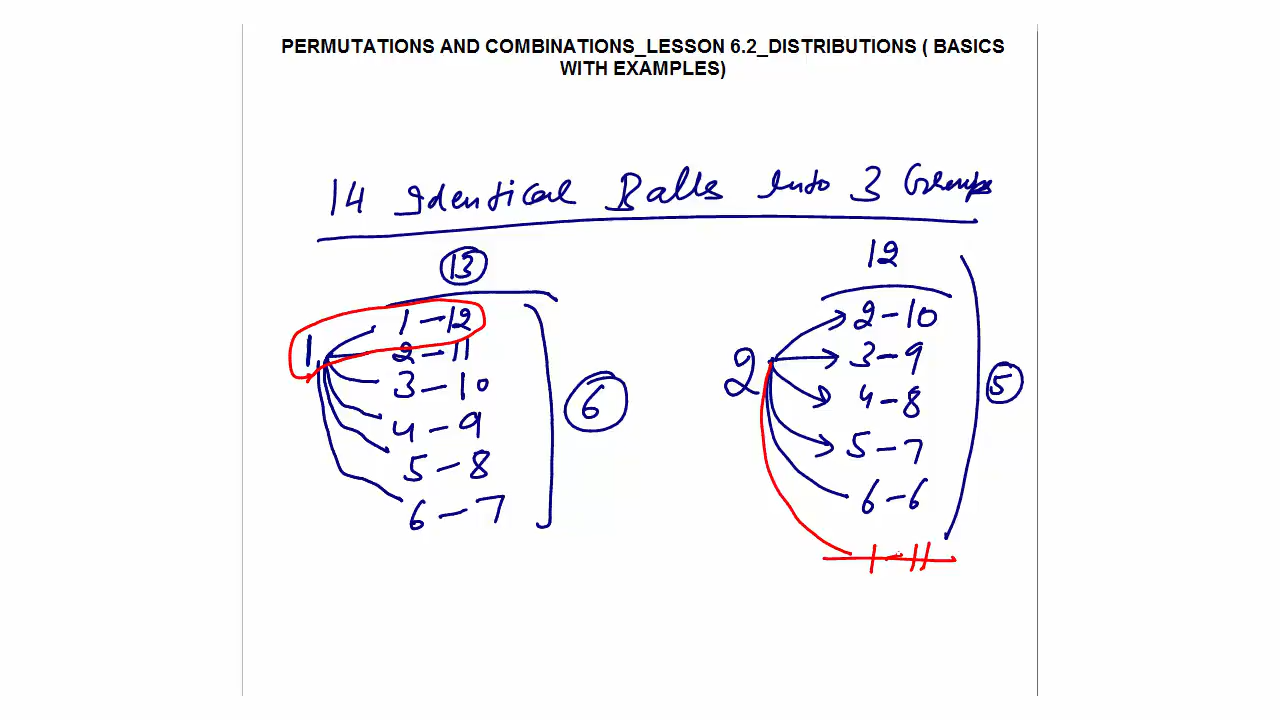 PERMUTATIONS AND COMBINATIONS_LESSON 6.2_DISTRIBUTIONS ( BASICS
WITH EXAMPLES)
14 Identical Balls Into 3 Groups
13
1
1 - 12
2 - 11
3 - 10
4 - 9
5 - 8
6 - 7
6
12
2
2 - 10
3 - 9
4 - 8
5 - 7
6 - 6
1 - 11
5